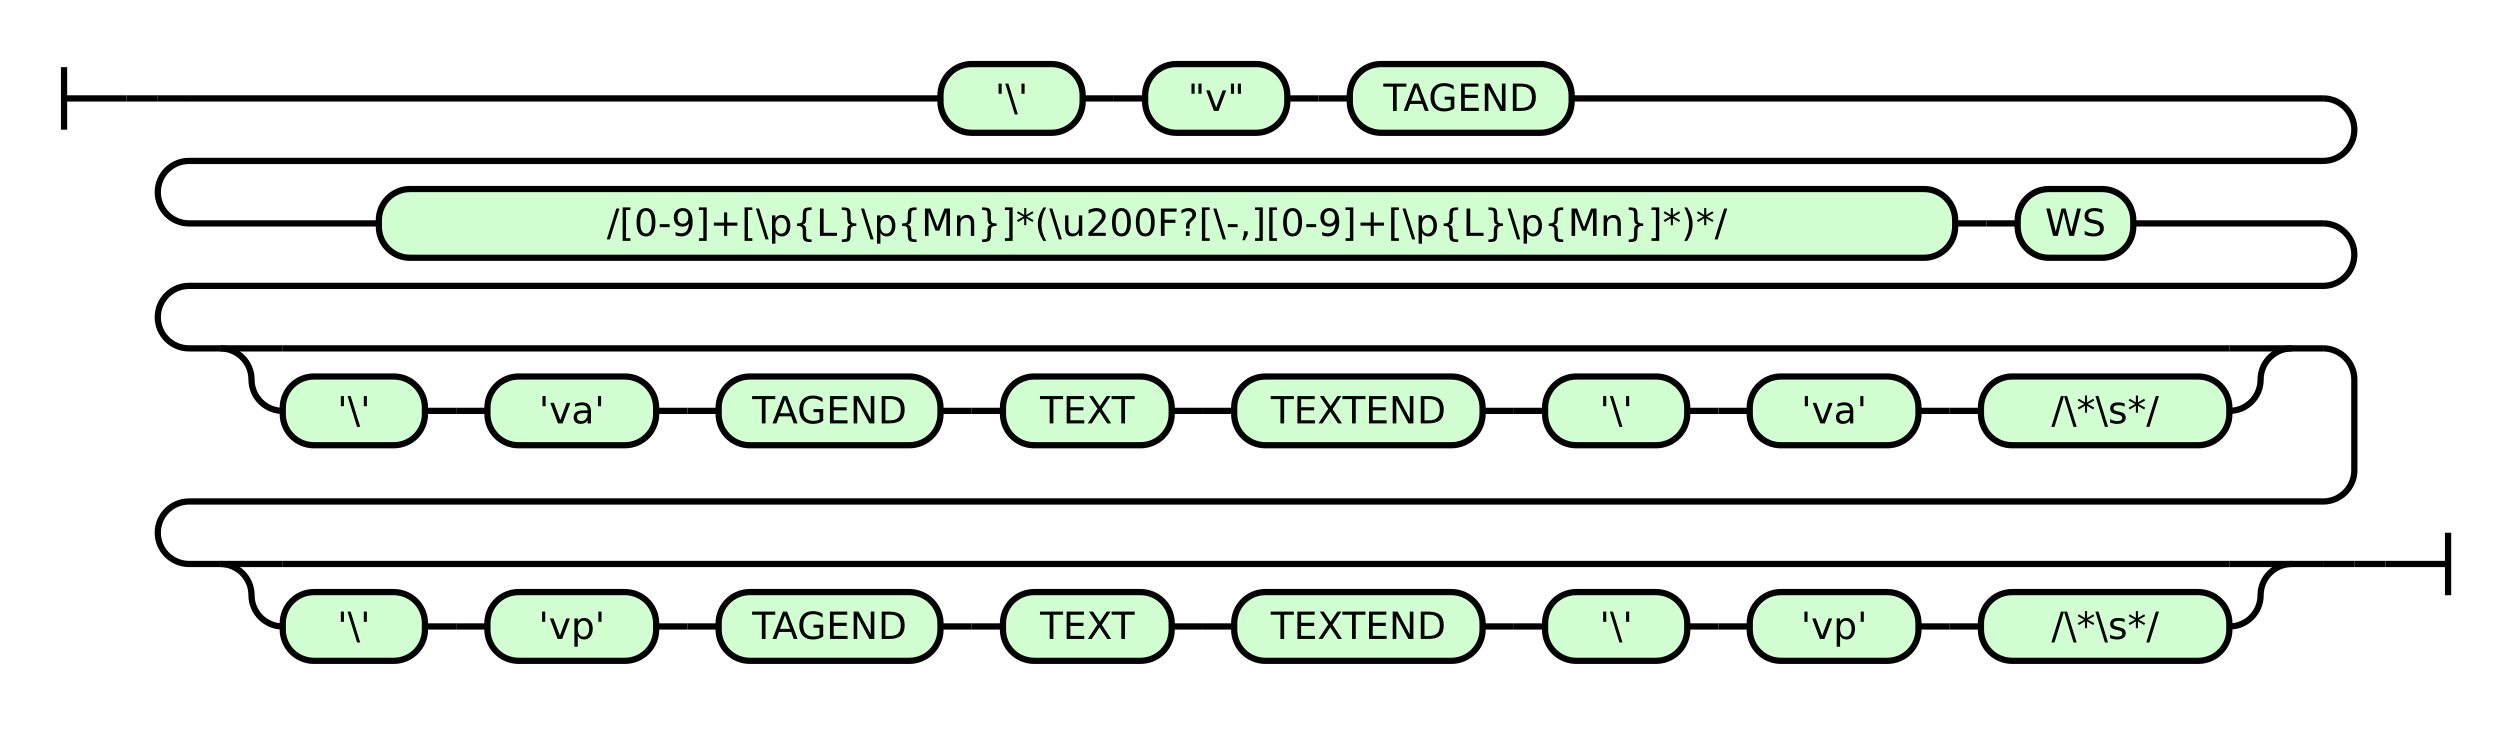 '\' "v" TAGEND
/[0-9]+[\p{L}\p{Mn}]*(\u200F?[\-,][0-9]+[\p{L}\p{Mn}]*)*/ WS
'\' 'va' TAGEND TEXT TEXTEND '\' 'va' /\*\s*/
'\' 'vp' TAGEND TEXT TEXTEND '\' 'vp' /\*\s*/